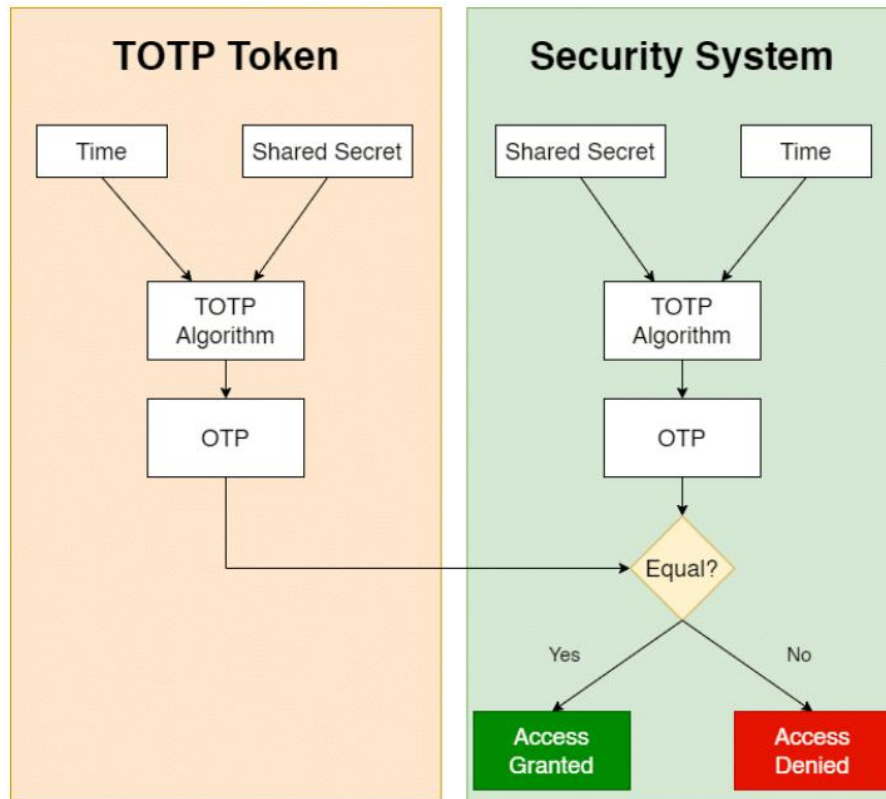 TOTP Token
Time
Shared Secret
TOTP
Algorithm
OTP
Security System
Shared Secret
Time
TOTP
Algorithm
OTP
Equal?
Yes
No
Access
Granted
Access
Denied